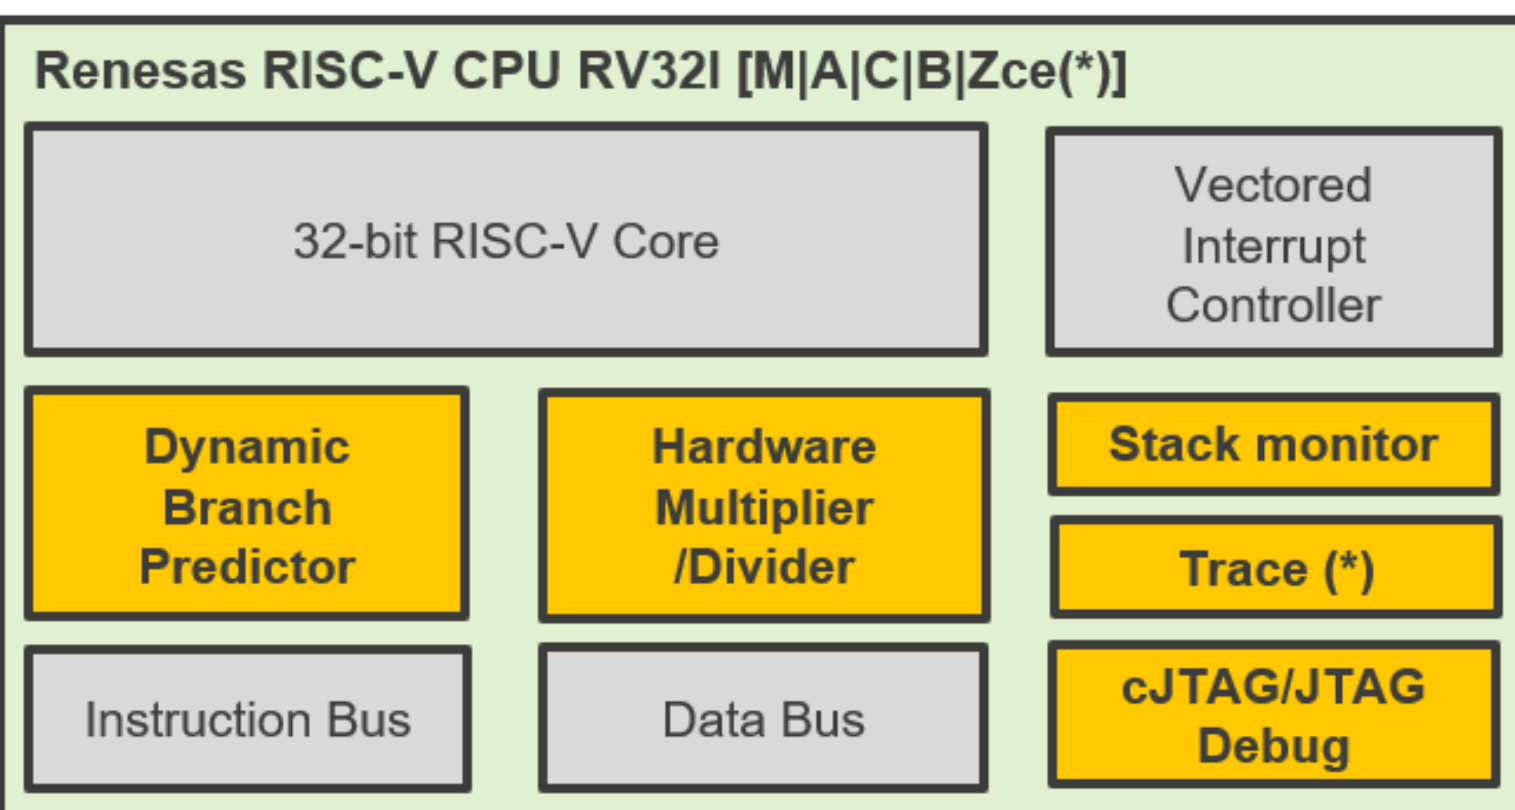 Renesas RISC-V CPU RV32I [M|A|C|B|Zce(*)]
32-bit RISC-V Core
Vectored
Interrupt
Controller
Dynamic
Branch
Predictor
Hardware
Multiplier
/Divider
Stack monitor
Trace (*)
Instruction Bus
Data Bus
cJTAG/JTAG
Debug